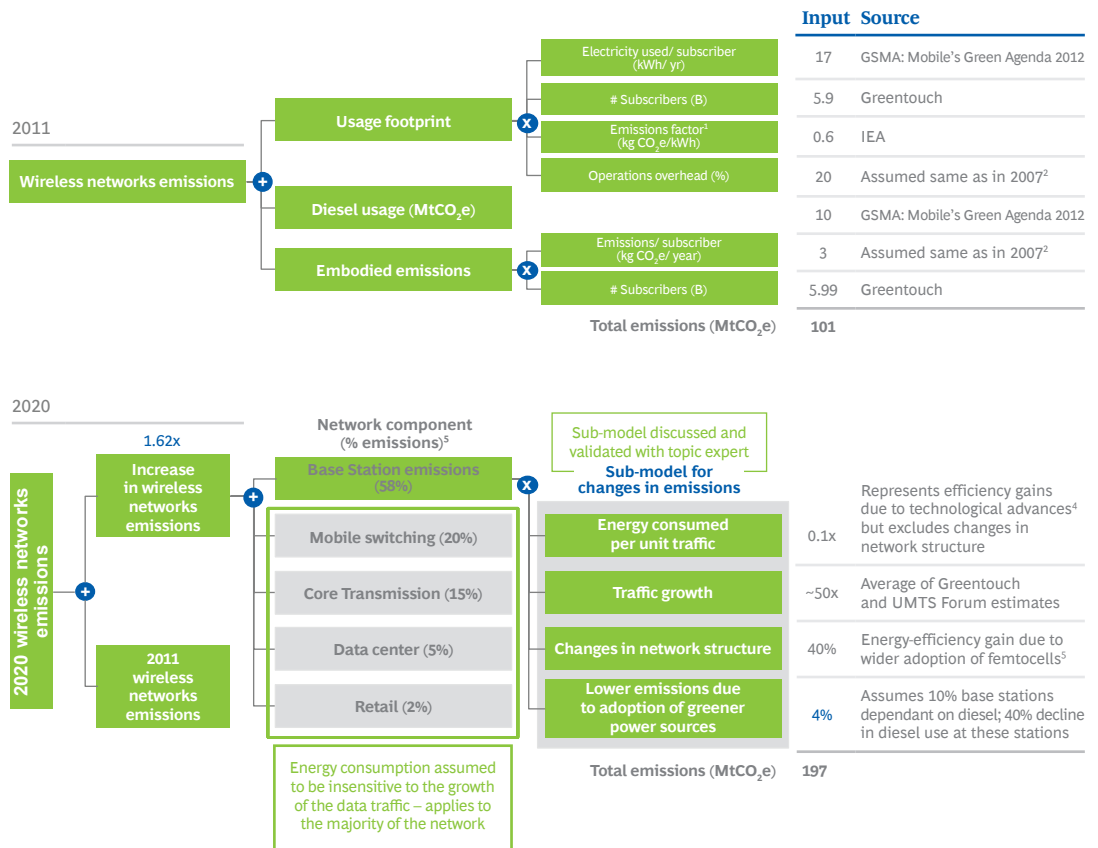 Input Source
2011
Wireless networks emissions
+
Usage footprint
x
Electricity used/ subscriber
(kWh/ yr)
17 GSMA: Mobile's Green Agenda 2012
# Subscribers (B)
5.9 Greentouch
Emissions factor¹
(kg CO₂e/kWh)
0.6 IEA
Operations overhead (%)
20 Assumed same as in 2007²
Diesel usage (MtCO₂e)
10 GSMA: Mobile's Green Agenda 2012
Embodied emissions
x
Emissions/ subscriber
(kg CO₂e/ year)
3 Assumed same as in 2007²
# Subscribers (B)
5.99 Greentouch
Total emissions (MtCO₂e) 101
2020
2020 wireless networks
emissions
+
1.62x
Increase
in wireless
networks
emissions
2011
wireless
networks
emissions
+
Network component
(% emissions)⁵
Base Station emissions
(58%)
Mobile switching (20%)
Core Transmission (15%)
Data center (5%)
Retail (2%)
Energy consumption assumed
to be insensitive to the growth
of the data traffic – applies to
the majority of the network
x
Sub-model discussed and
validated with topic expert
Sub-model for
changes in emissions
Energy consumed
per unit traffic
0.1x
Represents efficiency gains
due to technological advances⁴
but excludes changes in
network structure
Traffic growth
~50x
Average of Greentouch
and UMTS Forum estimates
Changes in network structure
40%
Energy-efficiency gain due to
wider adoption of femtocells⁵
Lower emissions due
to adoption of greener
power sources
4%
Assumes 10% base stations
dependant on diesel; 40% decline
in diesel use at these stations
Total emissions (MtCO₂e) 197